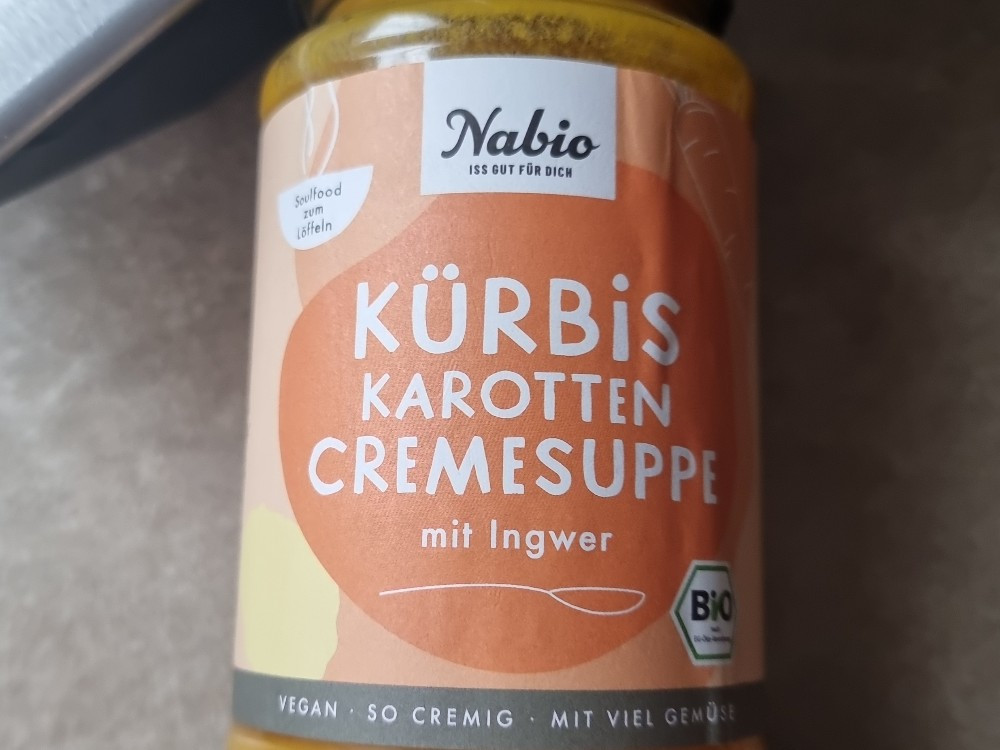 Nabio
ISS GUT FÜR DICH
Soulfood
zum
Löffeln
KÜRBiS
KAROTTEN
CREMESUPPE
mit Ingwer
BiO
VEGAN · SO CREMIG · MIT VIEL GEMÜSE